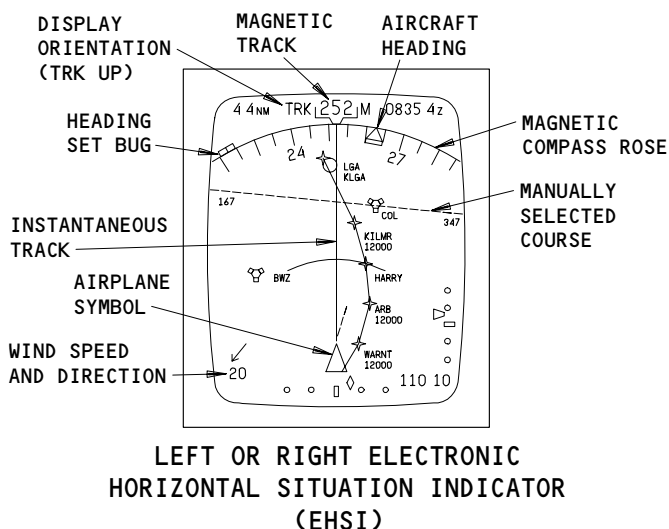 DISPLAY
ORIENTATION
(TRK UP)
MAGNETIC
TRACK
AIRCRAFT
HEADING
4 4NM TRK 252 M 0835 4Z
HEADING
SET BUG
24
27
MAGNETIC
COMPASS ROSE
LGA
KLGA
167
COL
347
MANUALLY
SELECTED
COURSE
INSTANTANEOUS
TRACK
KILMR
12000
BWZ
HARRY
AIRPLANE
SYMBOL
ARB
12000
WARNT
12000
WIND SPEED
AND DIRECTION
20
110 10
LEFT OR RIGHT ELECTRONIC
HORIZONTAL SITUATION INDICATOR
(EHSI)